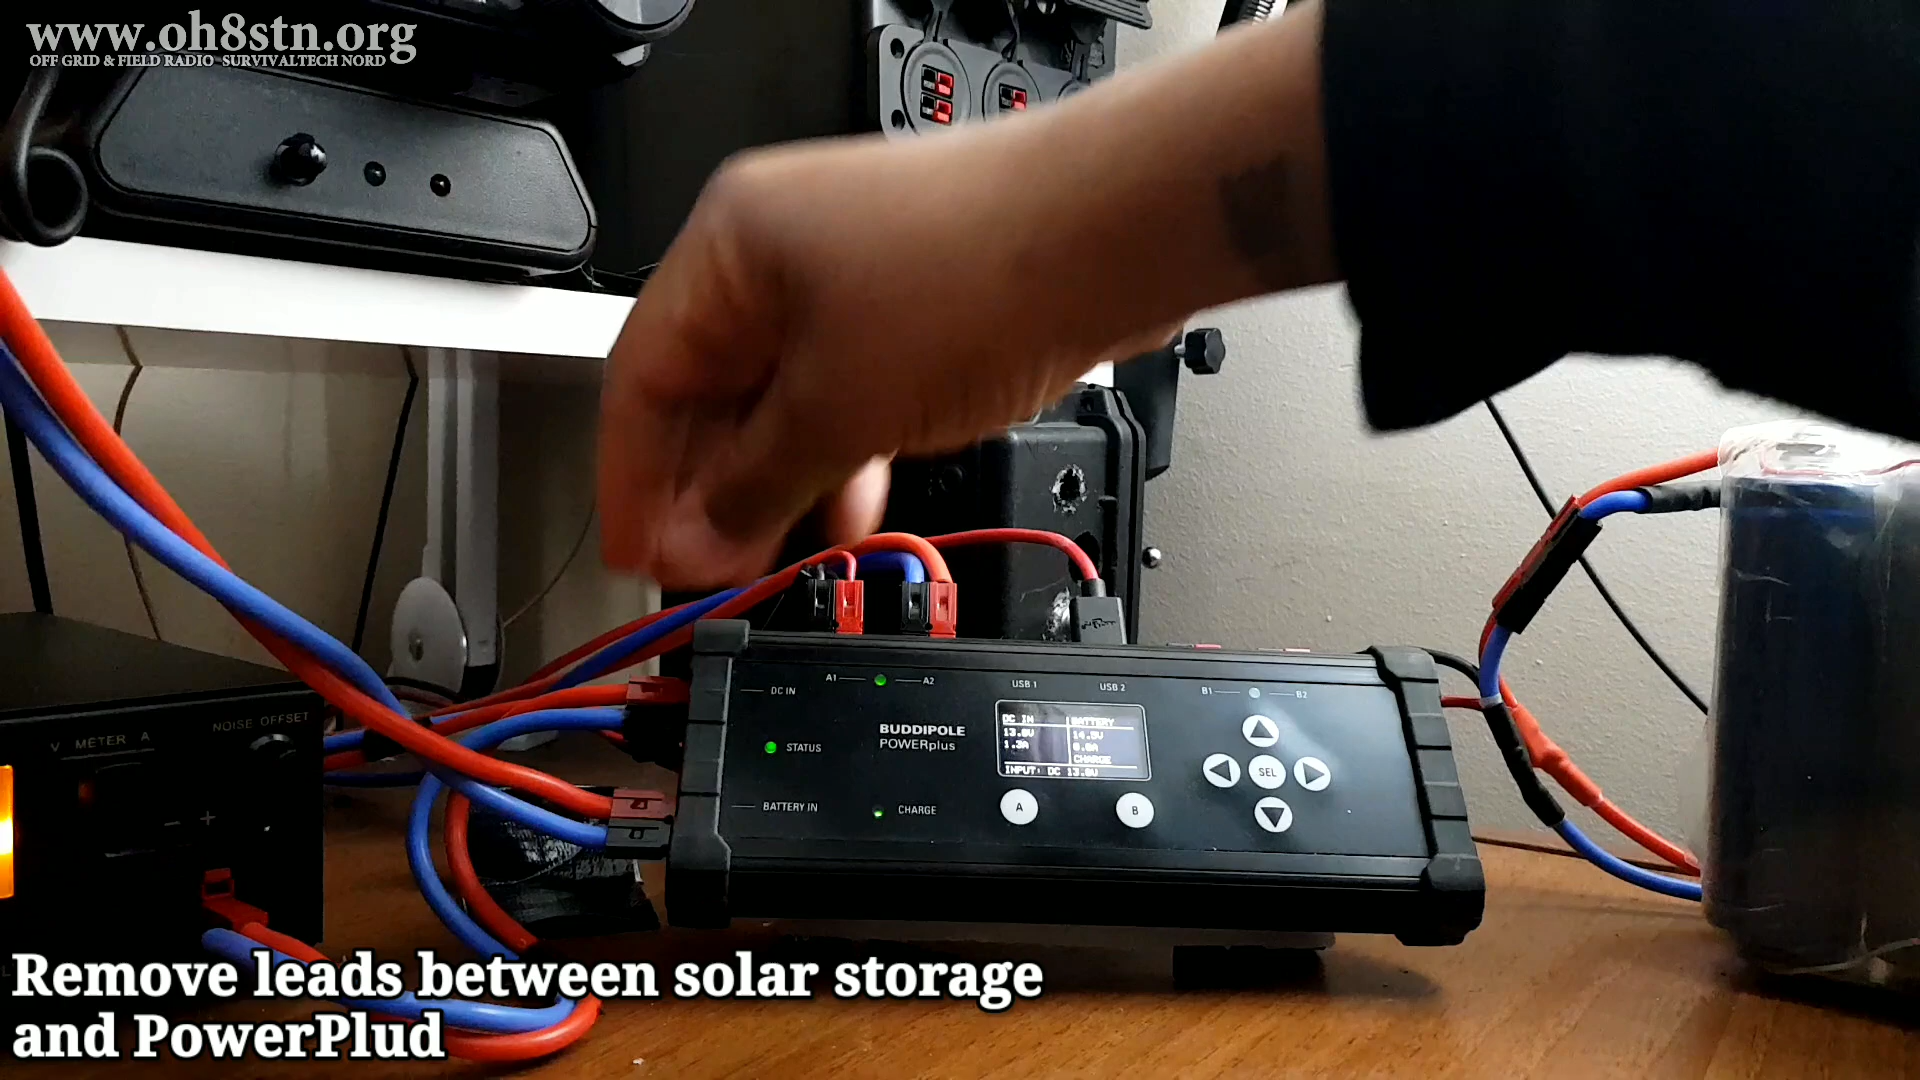 www.oh8stn.org
OFF GRID & FIELD RADIO SURVIVALTECH NORD
NOISE OFFSET
V METER A
- +
A1 A2
DC IN
USB 1
USB 2
B1 B2
BUDDIPOLE
POWERplus
STATUS
DC IN BATTERY
13.8V 14.5V
1.3A 0.0A
CHARGE
INPUT: DC 13.8V
SEL
BATTERY IN
CHARGE
A
B
Remove leads between solar storage
and PowerPlud